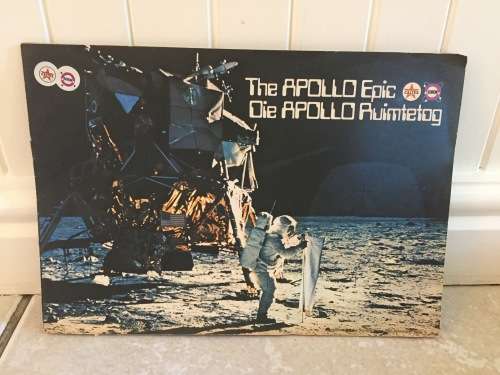 The APOLLO Epic
Die APOLLO Ruimtetog